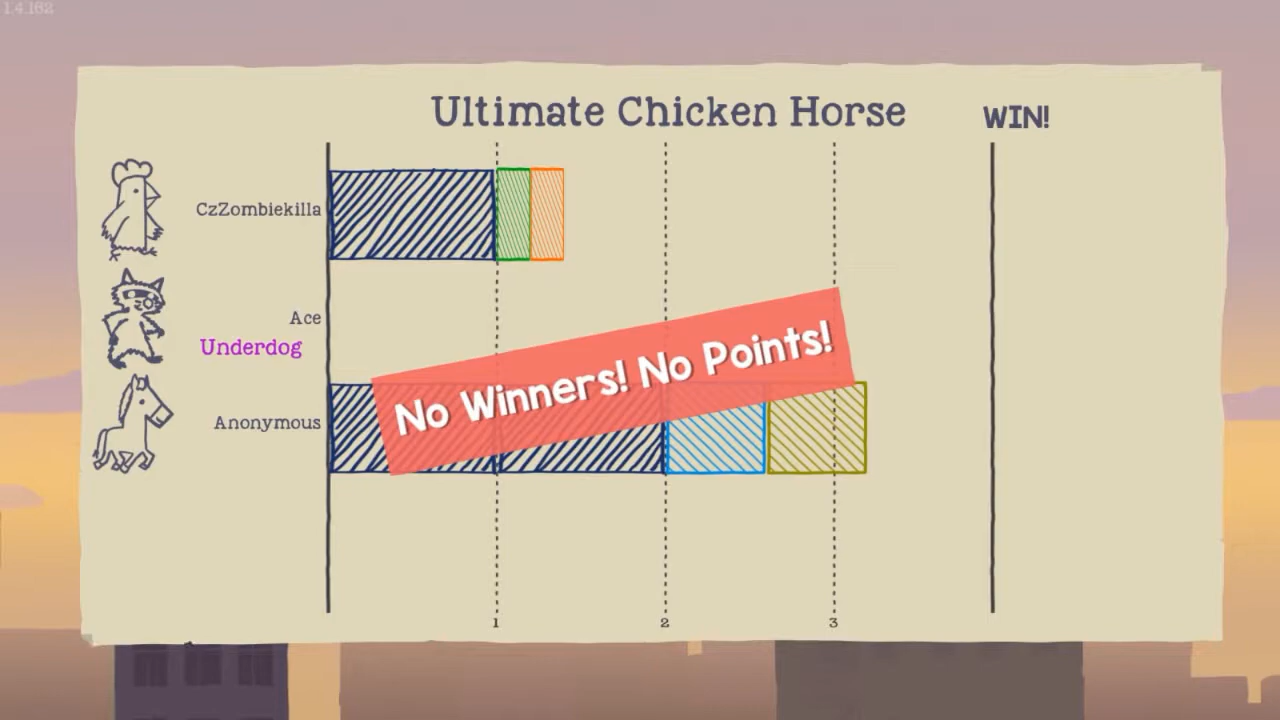 1.4.162
Ultimate Chicken Horse
WIN!
CzZombiekilla
Ace
Underdog
Anonymous
No Winners! No Points!
1
2
3